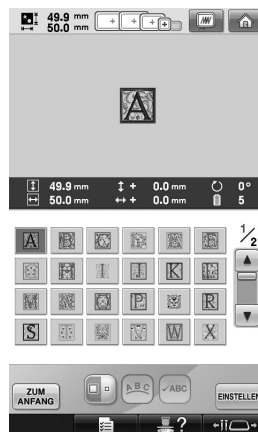 49.9 mm
50.0 mm
A
49.9 mm + 0.0 mm 0°
50.0 mm + 0.0 mm 5
1/2
A
H I J K
P R
S W X
ZUM ANFANG
ABC
✓ABC
EINSTELLEN
?